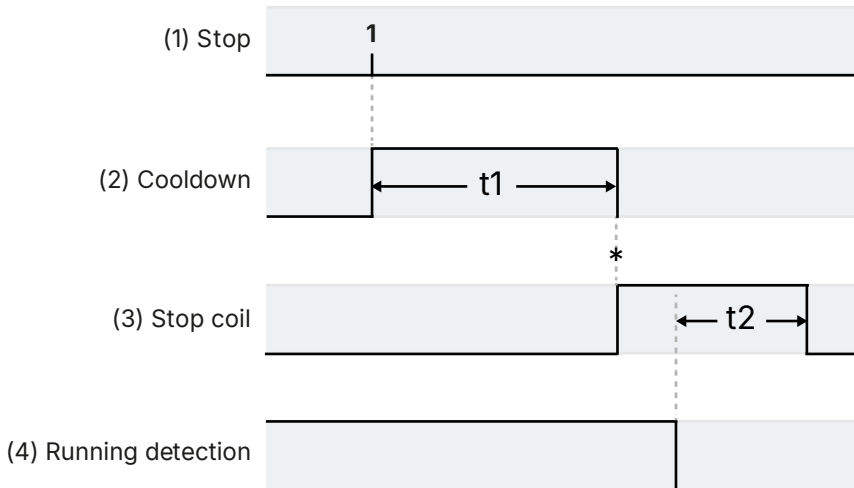 (1) Stop
1
(2) Cooldown
t1
*
(3) Stop coil
t2
(4) Running detection